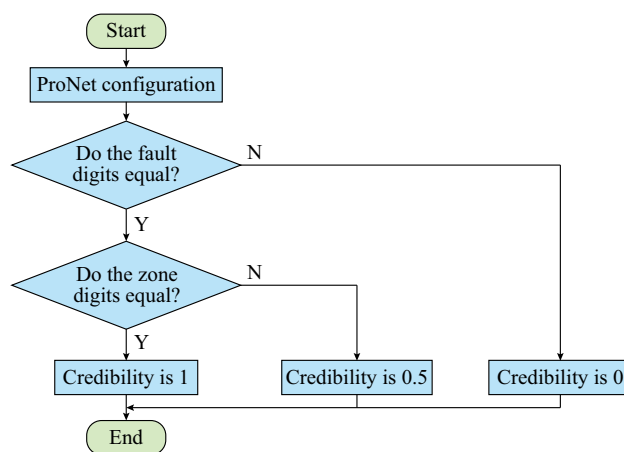 Start
ProNet configuration
Do the fault
digits equal?
N
Y
Do the zone
digits equal?
N
Y
Credibility is 1
Credibility is 0.5
Credibility is 0
End